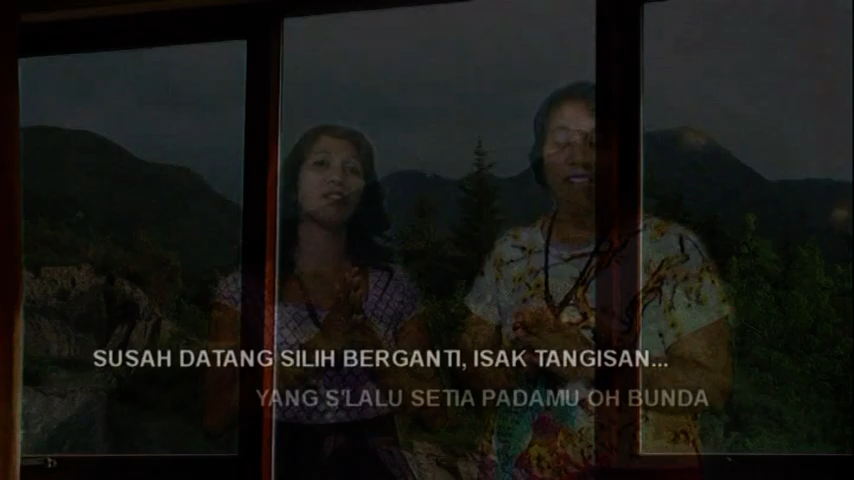 SUSAH DATANG SILIH BERGANTI, ISAK TANGISAN...
YANG S'LALU SETIA PADAMU OH BUNDA